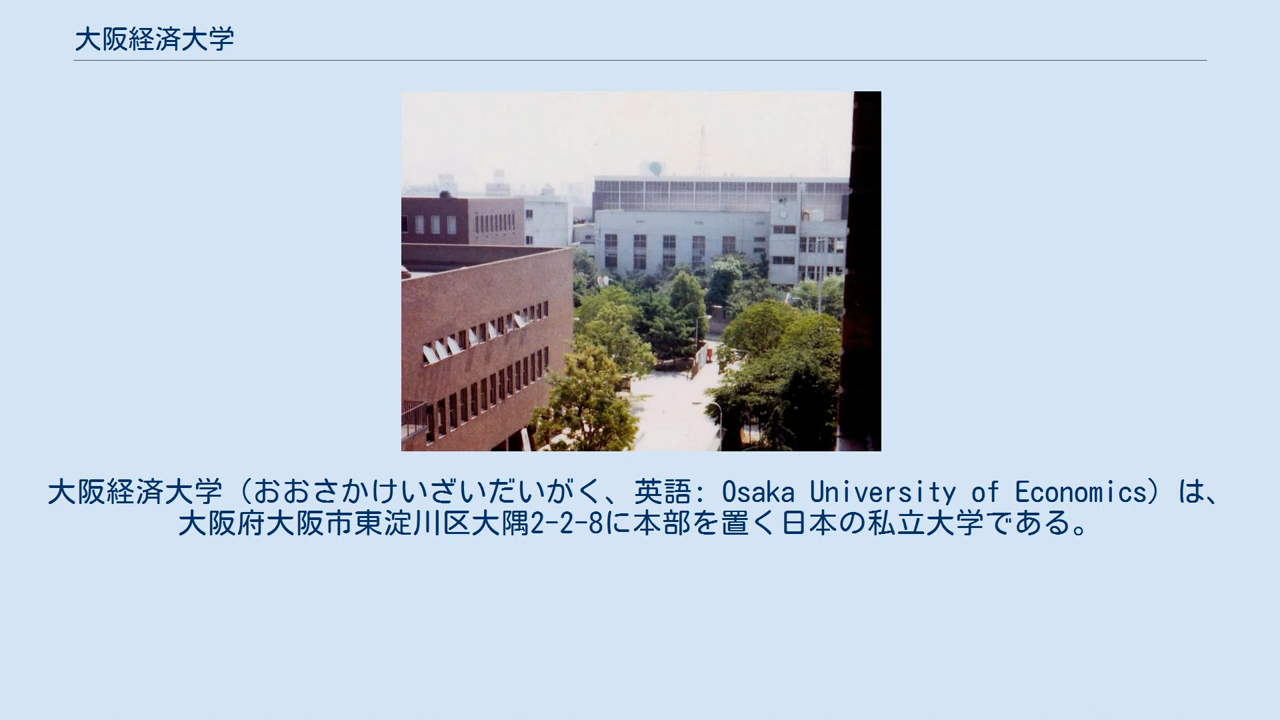 大阪経済大学
大阪経済大学（おおさかけいざいだいがく、英語: Osaka University of Economics）は、
大阪府大阪市東淀川区大隅2-2-8に本部を置く日本の私立大学である。